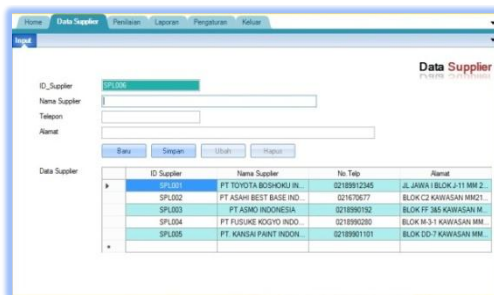 Home Data Supplier Penilaian Laporan Pengaturan Keluar
Input
Data Supplier
ID_Supplier SPL006
Nama Supplier
Telepon
Alamat
Baru Simpan Ubah Hapus
Data Supplier
ID Supplier Nama Supplier No.Telp Alamat
SPL001 PT TOYOTA BOSHOKU IN... 02189912345 JL JAWA I BLOK J-11 MM 2...
SPL002 PT ASAHI BEST BASE IND... 021670677 BLOK C2 KAWASAN MM21...
SPL003 PT ASMO INDONESIA 02189990192 BLOK FF 3&5 KAWASAN M...
SPL004 PT FUSUKE KOGYO INDO... 0218990280 BLOK M-3-1 KAWASAN MM...
SPL005 PT. KANSAI PAINT INDON... 02189901101 BLOK DD-7 KAWASAN MM...